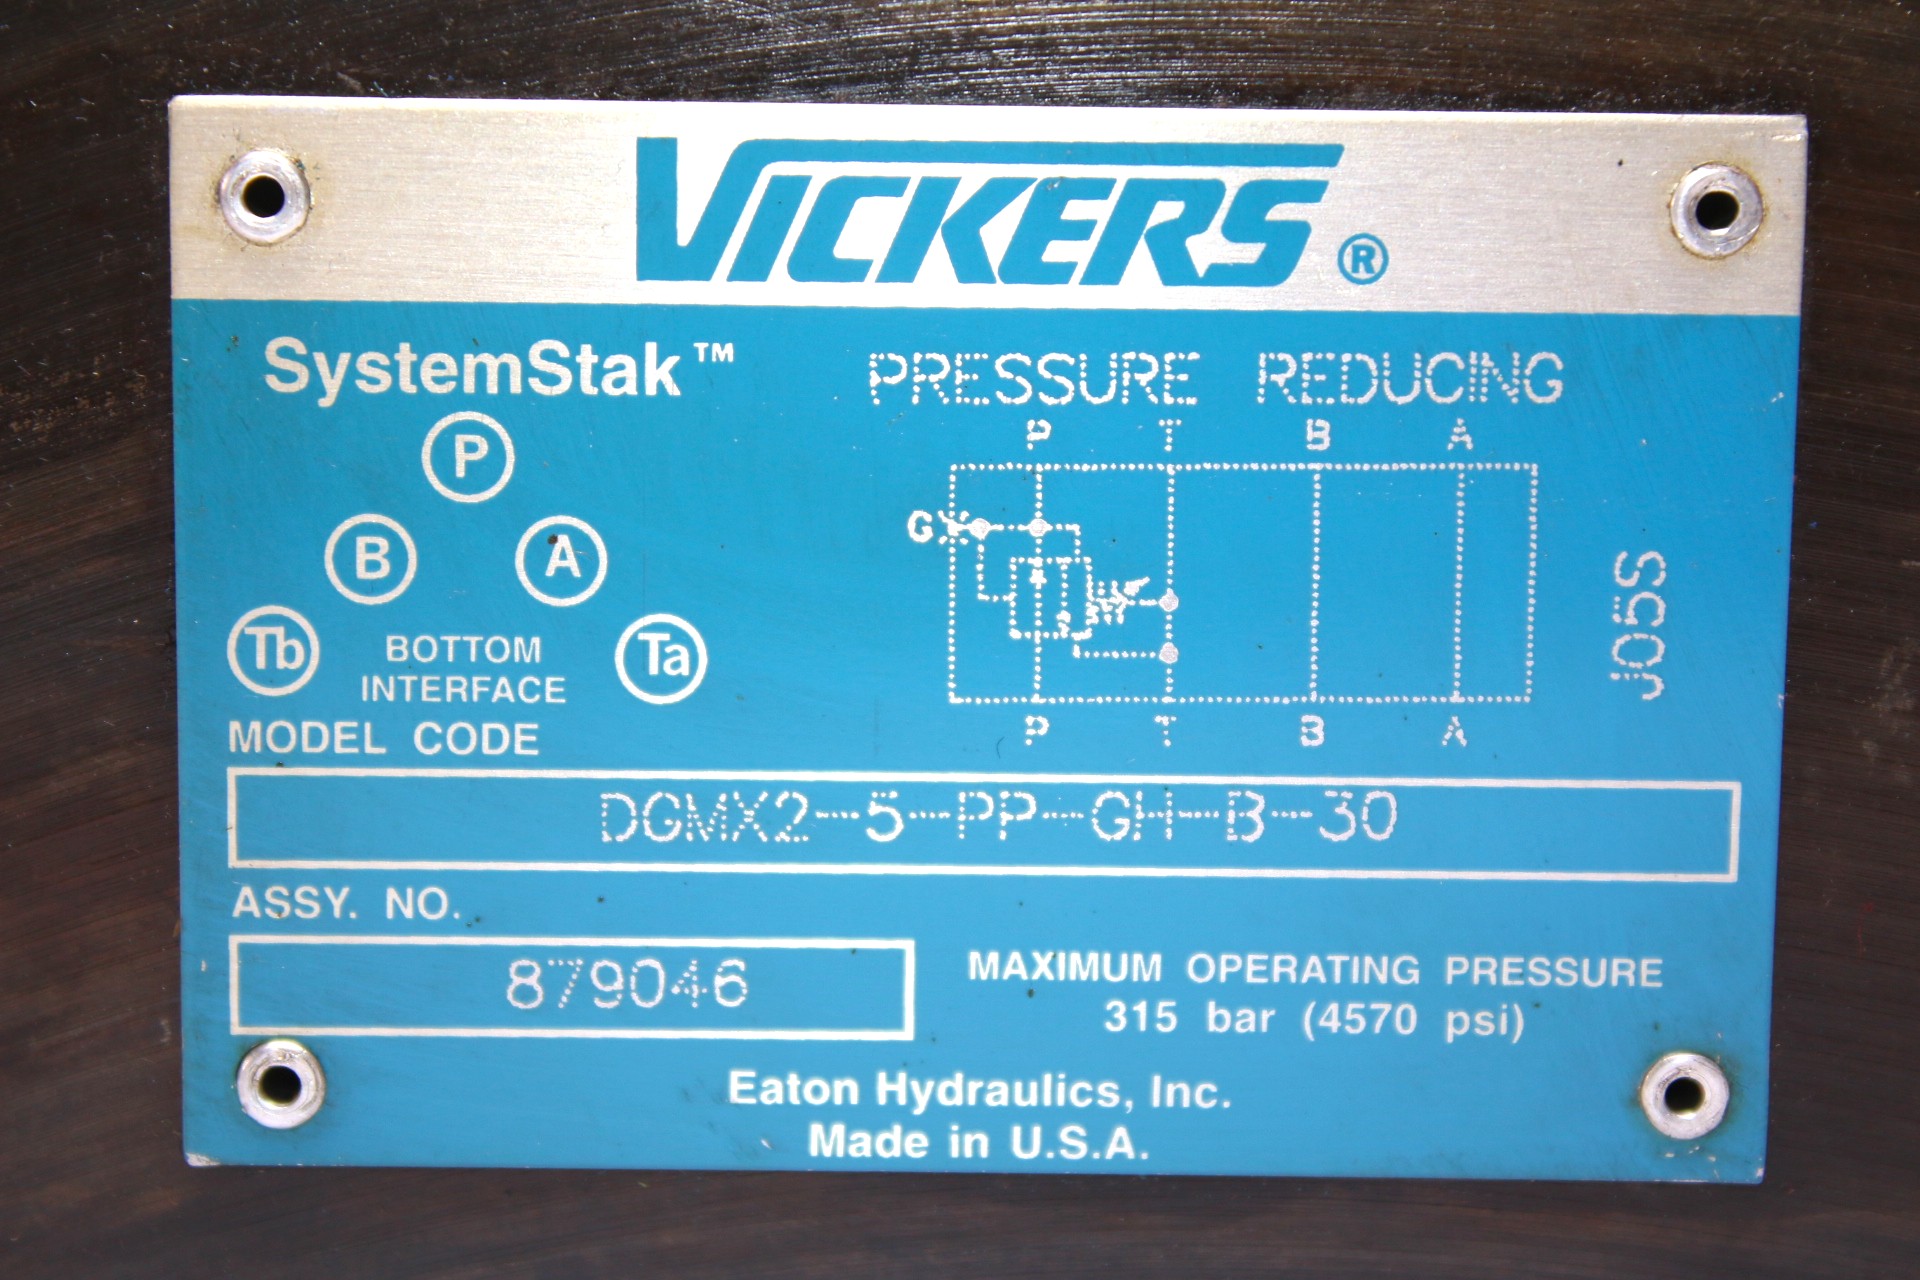 VICKERS®
SystemStak™
PRESSURE REDUCING
P T B A
P
G
B A
J05S
Tb BOTTOM Ta
INTERFACE
P T B A
MODEL CODE
DGMX2-5-PP-GH-B-30
ASSY. NO.
879046
MAXIMUM OPERATING PRESSURE
315 bar (4570 psi)
Eaton Hydraulics, Inc.
Made in U.S.A.